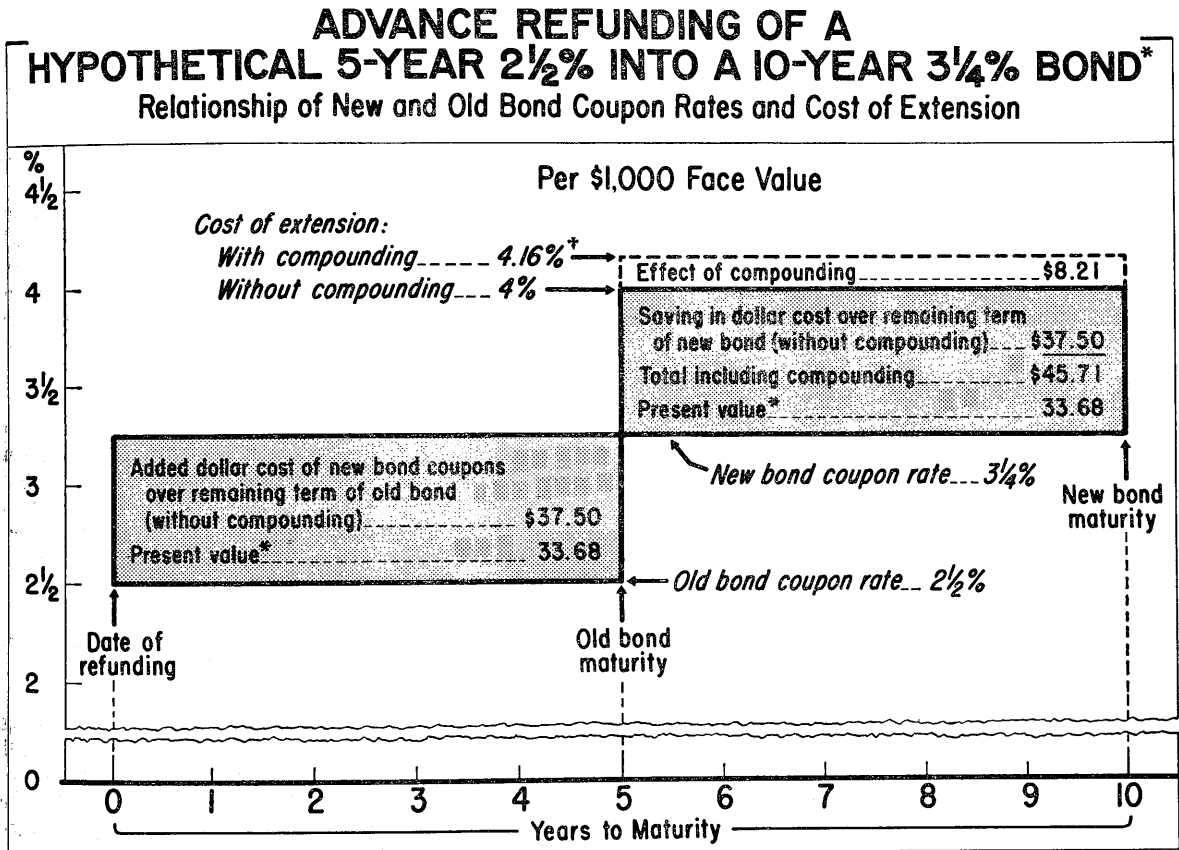 ADVANCE REFUNDING OF A
HYPOTHETICAL 5-YEAR 2½% INTO A 10-YEAR 3¼% BOND*
Relationship of New and Old Bond Coupon Rates and Cost of Extension
%
4½
4
3½
3
2½
2
0
Per $1,000 Face Value
Cost of extension:
With compounding 4.16%†
Without compounding 4%
Effect of compounding $8.21
Saving in dollar cost over remaining term
of new bond (without compounding) $37.50
Total including compounding $45.71
Present value* 33.68
Added dollar cost of new bond coupons
over remaining term of old bond
(without compounding) $37.50
Present value* 33.68
New bond coupon rate 3¼%
Old bond coupon rate 2½%
New bond
maturity
Date of
refunding
Old bond
maturity
0 1 2 3 4 5 6 7 8 9 10
Years to Maturity